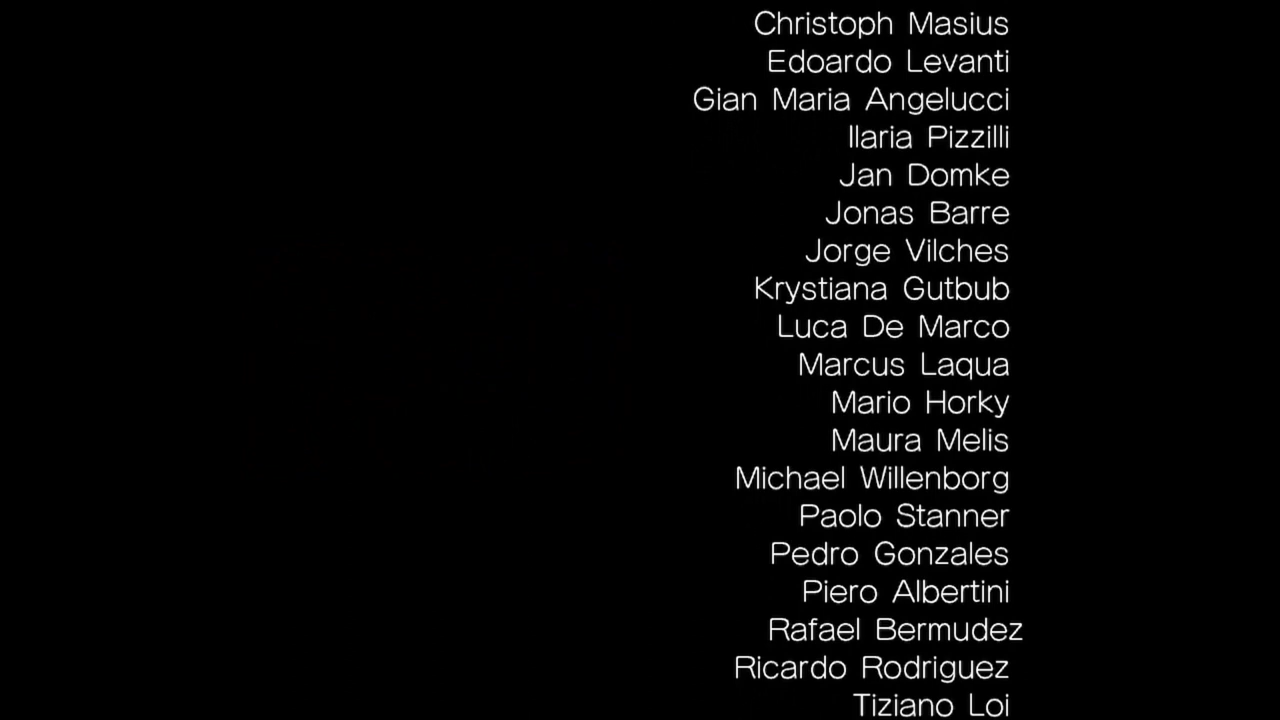 Christoph Masius
Edoardo Levanti
Gian Maria Angelucci
Ilaria Pizzilli
Jan Domke
Jonas Barre
Jorge Vilches
Krystiana Gutbub
Luca De Marco
Marcus Laqua
Mario Horky
Maura Melis
Michael Willenborg
Paolo Stanner
Pedro Gonzales
Piero Albertini
Rafael Bermudez
Ricardo Rodriguez
Tiziano Loi